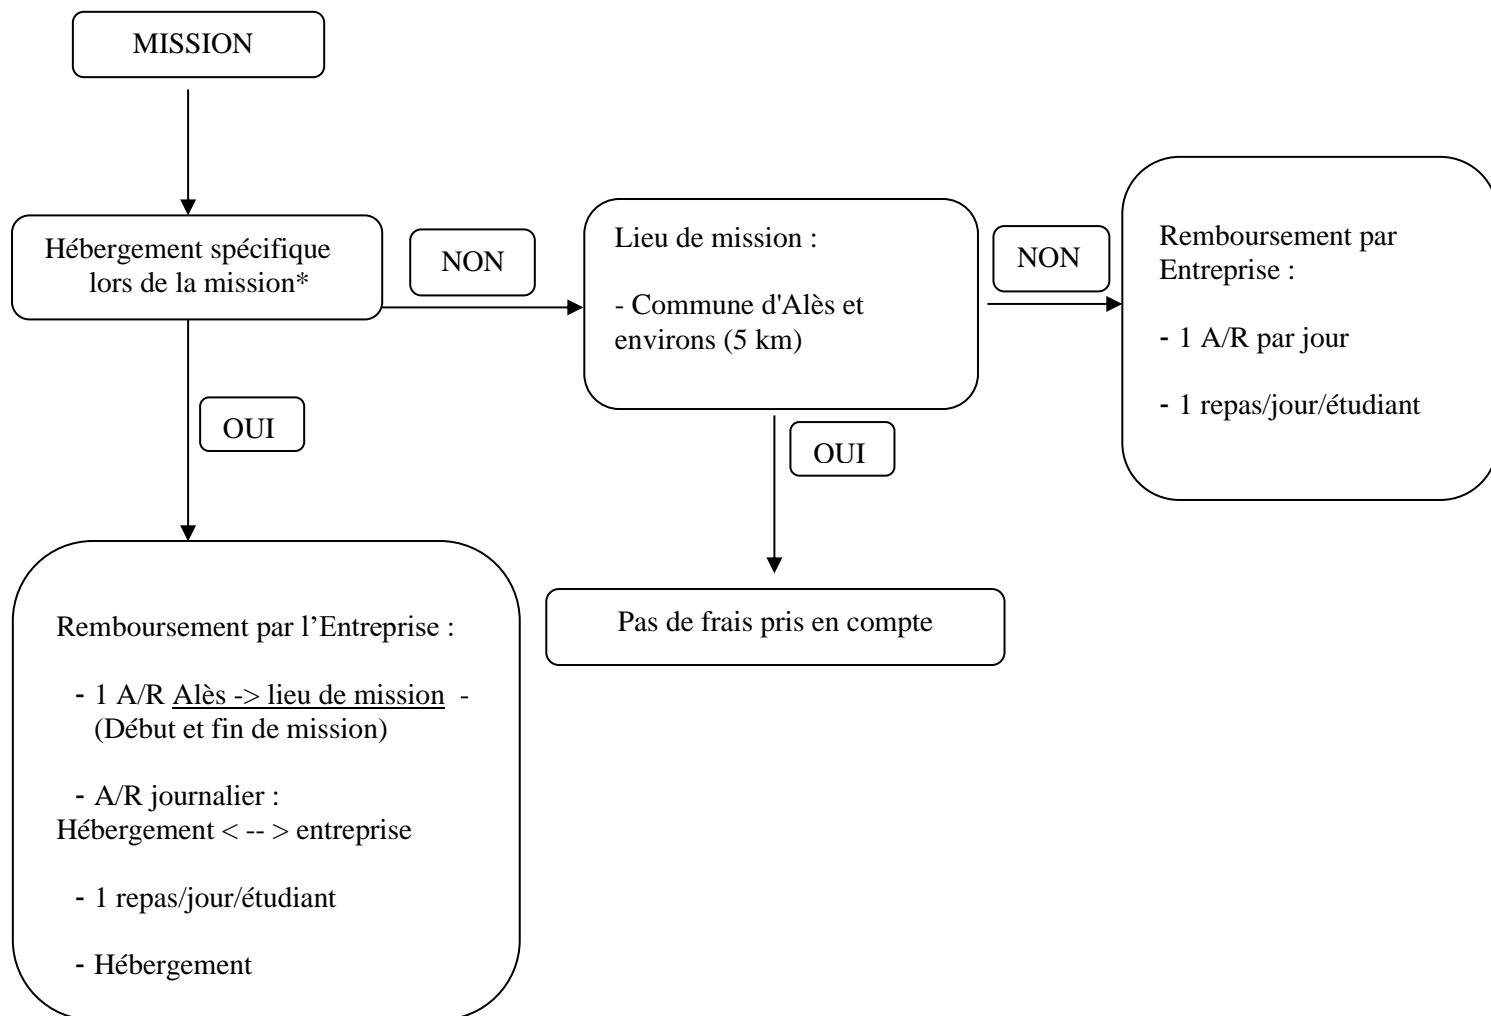 MISSION
Hébergement spécifique
lors de la mission*
NON
Lieu de mission :
- Commune d'Alès et
environs (5 km)
NON
Remboursement par
Entreprise :
- 1 A/R par jour
- 1 repas/jour/étudiant
OUI
OUI
Pas de frais pris en compte
Remboursement par l’Entreprise :
- 1 A/R Alès -> lieu de mission -
(Début et fin de mission)
- A/R journalier :
Hébergement < -- > entreprise
- 1 repas/jour/étudiant
- Hébergement